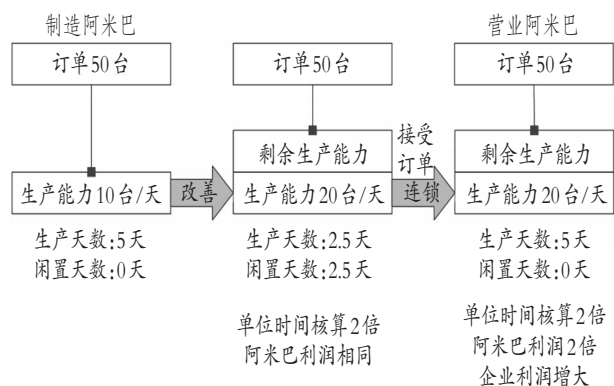 制造阿米巴
营业阿米巴
订单50台
订单50台
订单50台
剩余生产能力
接受
订单
剩余生产能力
生产能力10台/天
改善
生产能力20台/天
连锁
生产能力20台/天
生产天数:5天
生产天数:2.5天
生产天数:5天
闲置天数:0天
闲置天数:2.5天
闲置天数:0天
单位时间核算2倍
阿米巴利润相同
单位时间核算2倍
阿米巴利润2倍
企业利润增大